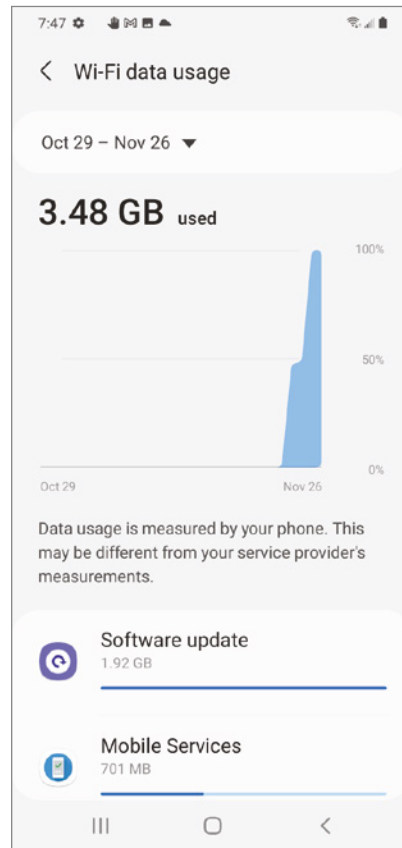 7:47
Wi-Fi data usage
Oct 29 – Nov 26
3.48 GB used
100%
50%
0%
Oct 29 Nov 26
Data usage is measured by your phone. This
may be different from your service provider's
measurements.
Software update
1.92 GB
Mobile Services
701 MB